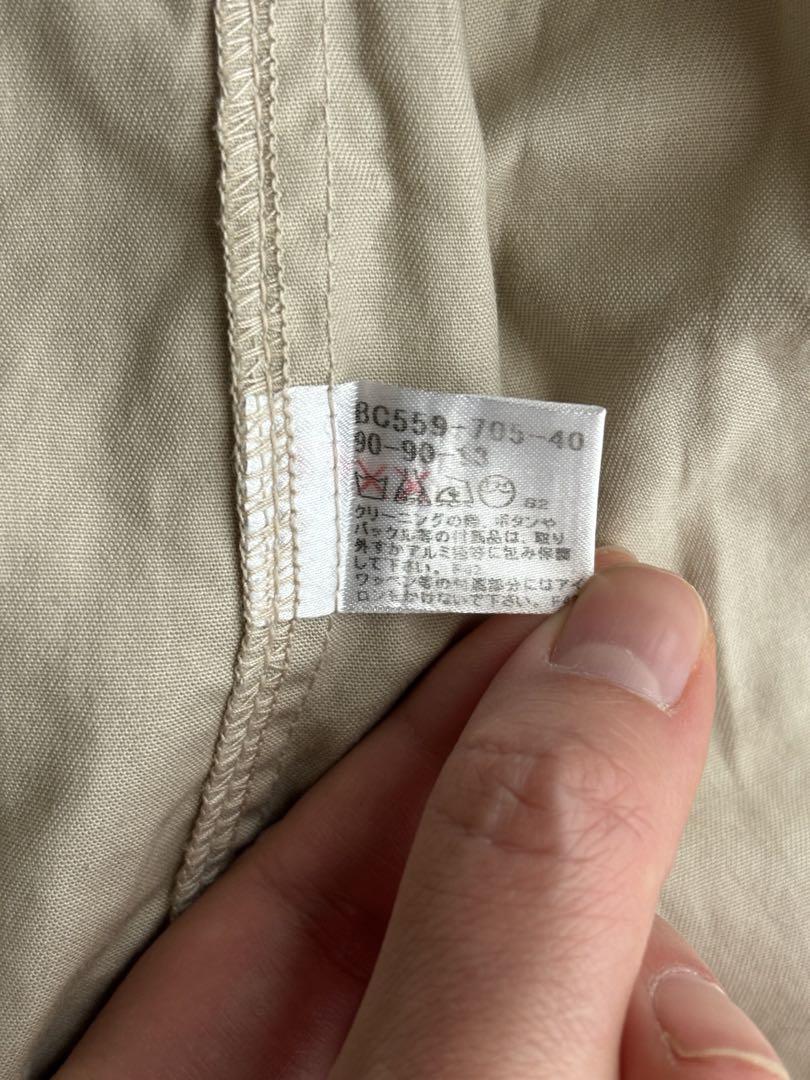 BC559-705-40
90-90-13
62
クリーニングの時、ボタンや
バックル等の付属品は、取り
外すかアルミ箔等に包み保護
して下さい。F42
ワッペン等の付属部分にはアイ
ロンをかけないで下さい。